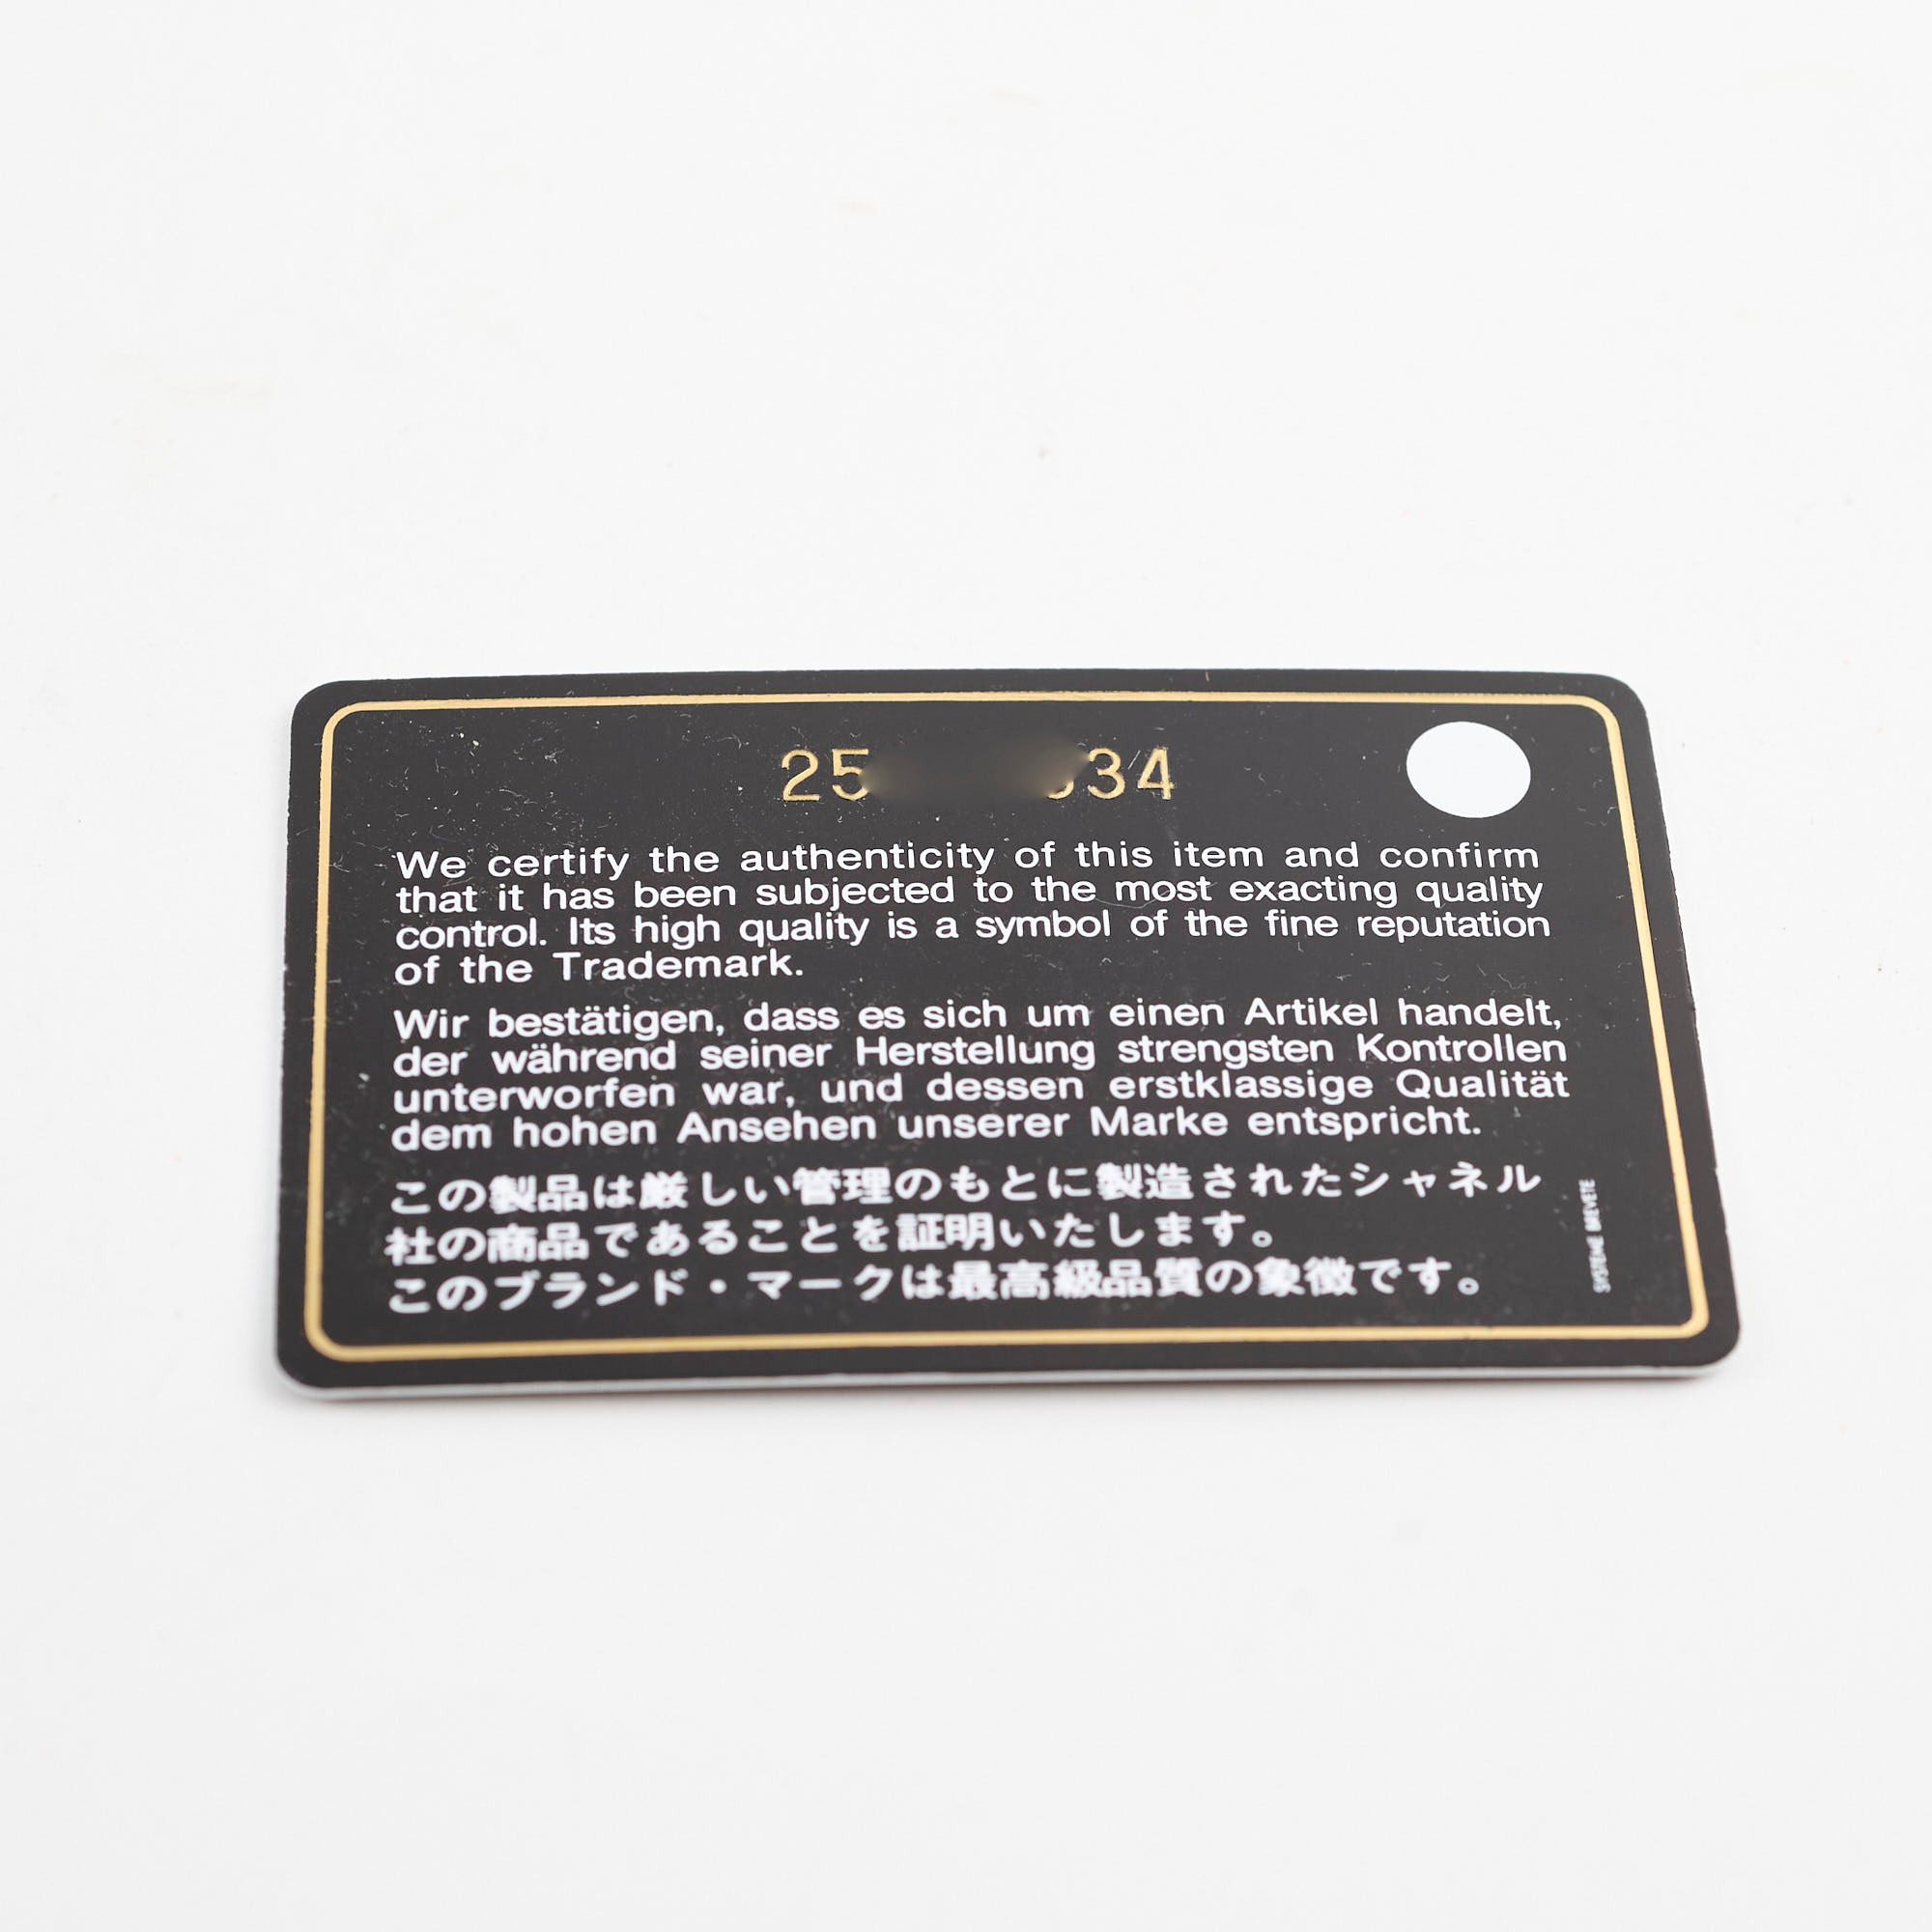 25 34
We certify the authenticity of this item and confirm
that it has been subjected to the most exacting quality
control. Its high quality is a symbol of the fine reputation
of the Trademark.
Wir bestätigen, dass es sich um einen Artikel handelt,
der während seiner Herstellung strengsten Kontrollen
unterworfen war, und dessen erstklassige Qualität
dem hohen Ansehen unserer Marke entspricht.
この製品は厳しい管理のもとに製造されたシャネル
社の商品であることを証明いたします。
このブランド・マークは最高級品質の象徴です。
SYSTEME BREVETE